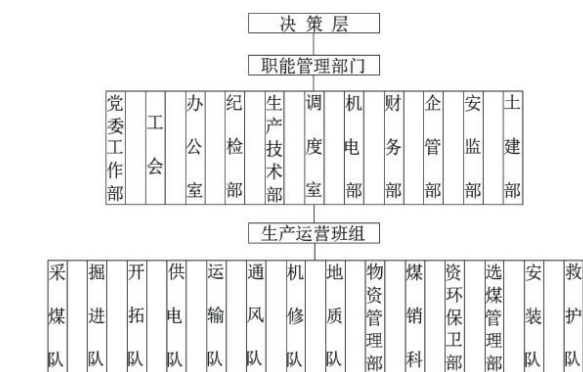 决策层
职能管理部门
党委工作部
工会
办公室
纪检部
生产技术部
调度室
机电部
财务部
企管部
安监部
土建部
生产运营班组
采煤队
掘进队
开拓队
供电队
运输队
通风队
机修队
地质队
物资管理部
煤销科
资环保卫部
选煤管理部
安装队
救护队